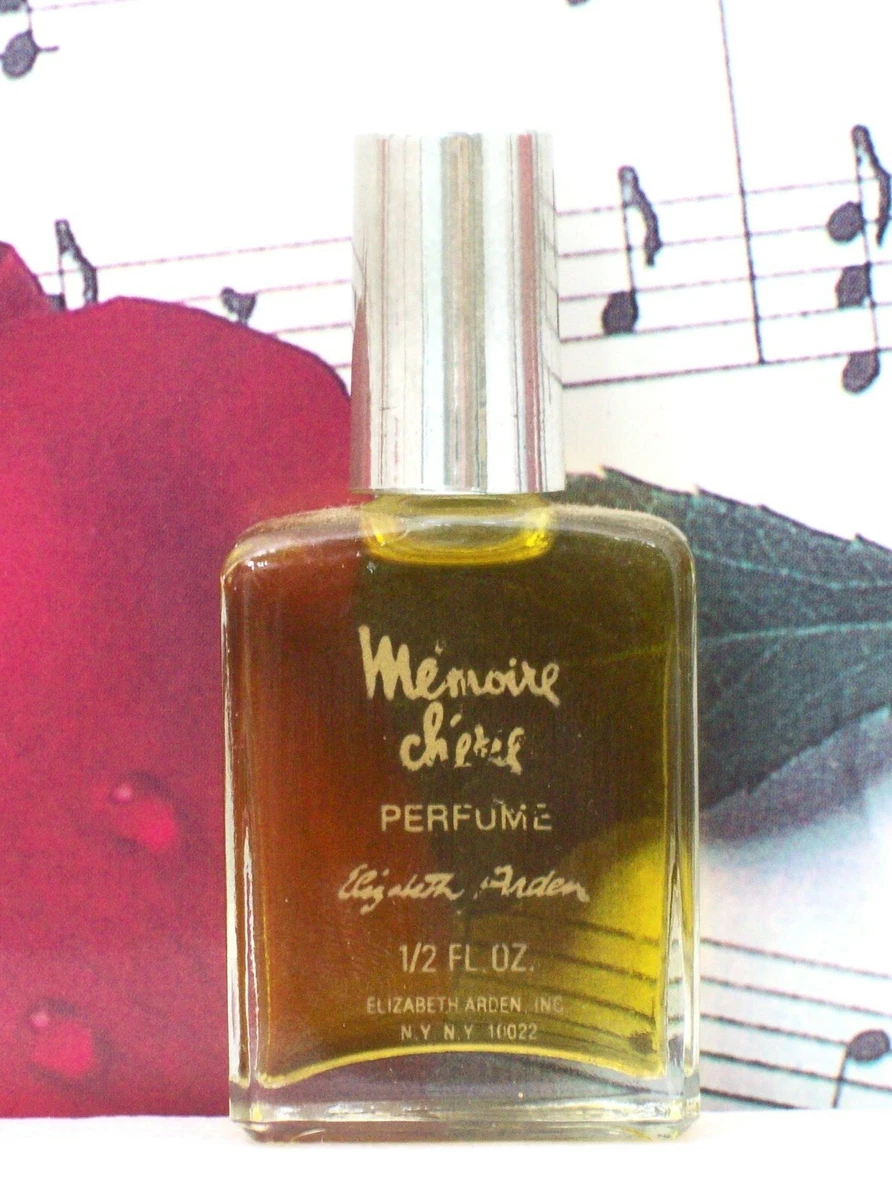 Mémoire
chérie
PERFUME
Elizabeth Arden
1/2 FL.OZ.
ELIZABETH ARDEN, INC
N.Y. N.Y. 10022